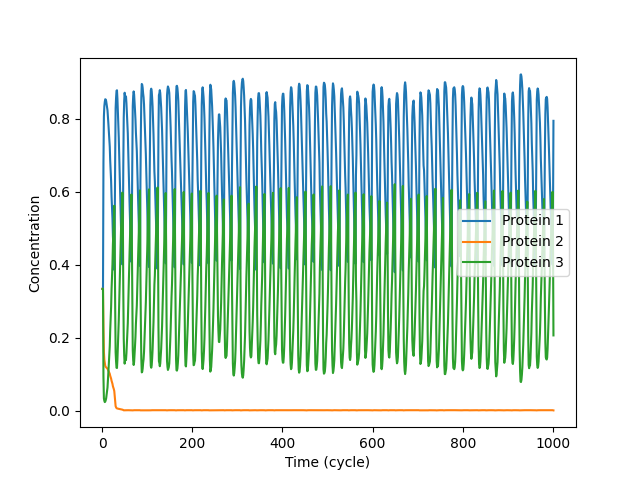 Concentration
0.8
0.6
0.4
0.2
0.0
Protein 1
Protein 2
Protein 3
0
200
400
600
800
1000
Time (cycle)